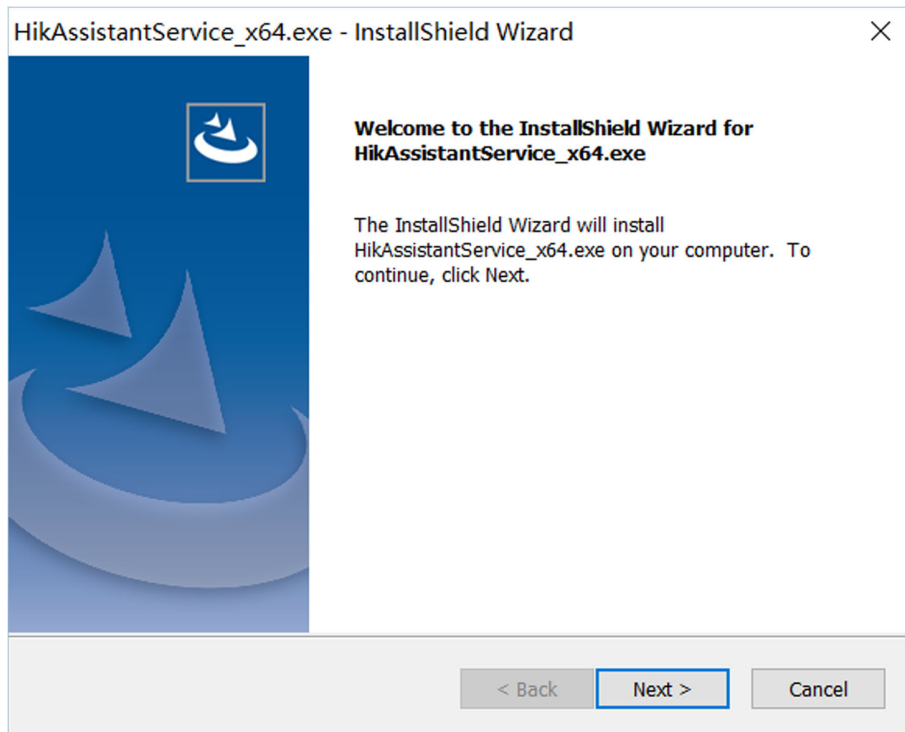 HikAssistantService_x64.exe - InstallShield Wizard
Welcome to the InstallShield Wizard for
HikAssistantService_x64.exe
The InstallShield Wizard will install
HikAssistantService_x64.exe on your computer.  To
continue, click Next.
< Back
Next >
Cancel